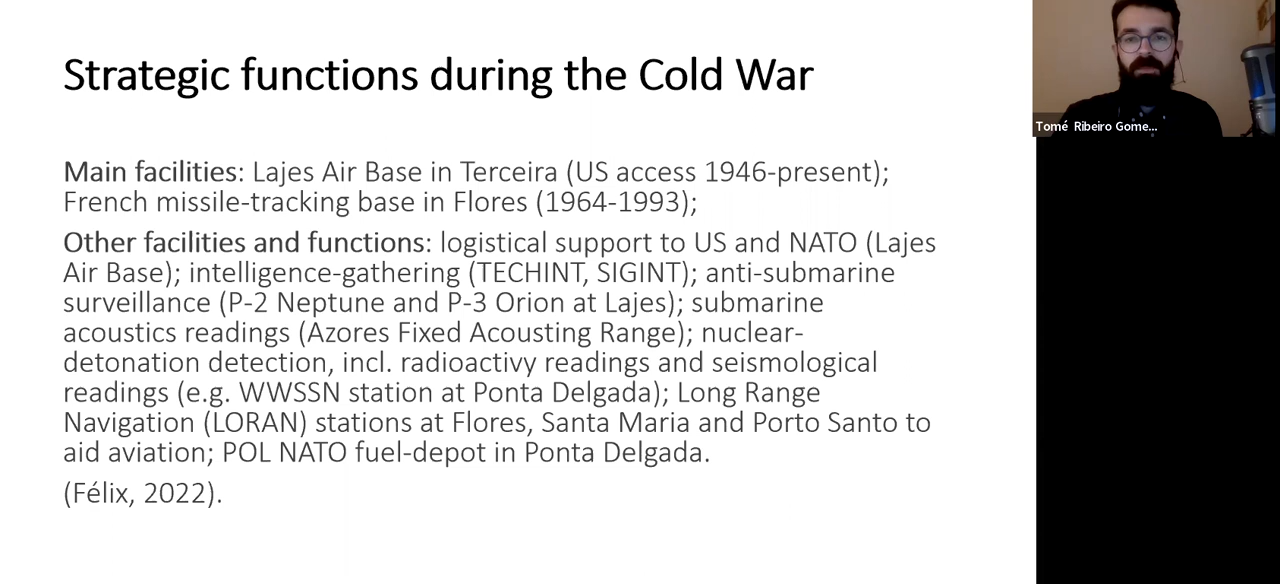 Strategic functions during the Cold War
Main facilities: Lajes Air Base in Terceira (US access 1946-present);
French missile-tracking base in Flores (1964-1993);
Other facilities and functions: logistical support to US and NATO (Lajes
Air Base); intelligence-gathering (TECHINT, SIGINT); anti-submarine
surveillance (P-2 Neptune and P-3 Orion at Lajes); submarine
acoustics readings (Azores Fixed Acousting Range); nuclear-
detonation detection, incl. radioactivy readings and seismological
readings (e.g. WWSSN station at Ponta Delgada); Long Range
Navigation (LORAN) stations at Flores, Santa Maria and Porto Santo to
aid aviation; POL NATO fuel-depot in Ponta Delgada.
(Félix, 2022).
Tomé Ribeiro Gome...